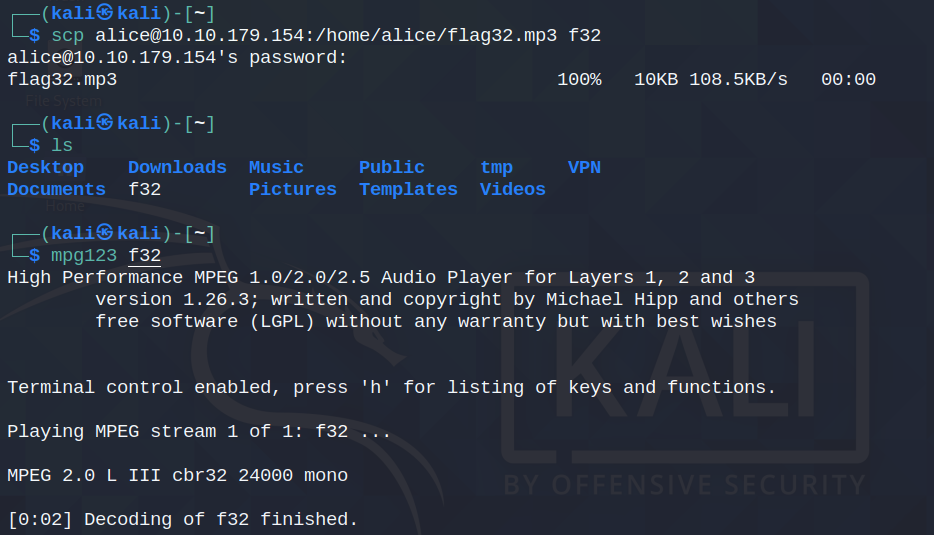 ┌──(kali㉿kali)-[~]
└─$ scp alice@10.10.179.154:/home/alice/flag32.mp3 f32
alice@10.10.179.154's password:
flag32.mp3 100% 10KB 108.5KB/s 00:00
File System
┌──(kali㉿kali)-[~]
└─$ ls
Desktop Downloads Music Public tmp VPN
Documents f32 Pictures Templates Videos
Home
┌──(kali㉿kali)-[~]
└─$ mpg123 f32
High Performance MPEG 1.0/2.0/2.5 Audio Player for Layers 1, 2 and 3
version 1.26.3; written and copyright by Michael Hipp and others
free software (LGPL) without any warranty but with best wishes
Terminal control enabled, press 'h' for listing of keys and functions.
KALI
Playing MPEG stream 1 of 1: f32 ...
MPEG 2.0 L III cbr32 24000 mono
BY OFFENSIVE SECURITY
[0:02] Decoding of f32 finished.